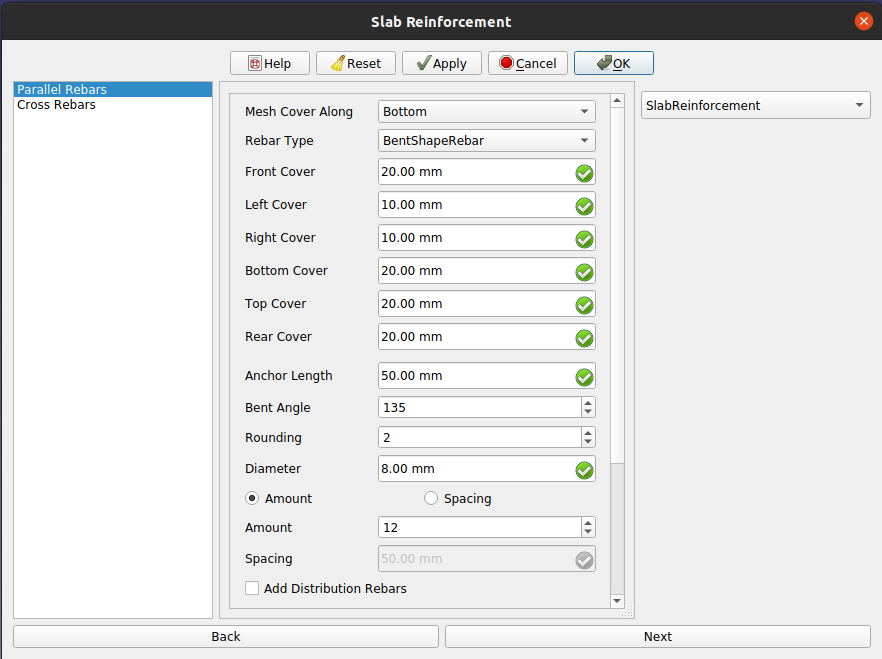 Slab Reinforcement
Help Reset Apply Cancel OK
Parallel Rebars
Cross Rebars
Mesh Cover Along Bottom
Rebar Type BentShapeRebar
Front Cover 20.00 mm
Left Cover 10.00 mm
Right Cover 10.00 mm
Bottom Cover 20.00 mm
Top Cover 20.00 mm
Rear Cover 20.00 mm
Anchor Length 50.00 mm
Bent Angle 135
Rounding 2
Diameter 8.00 mm
Amount Spacing
Amount 12
Spacing 50.00 mm
Add Distribution Rebars
SlabReinforcement
Back Next